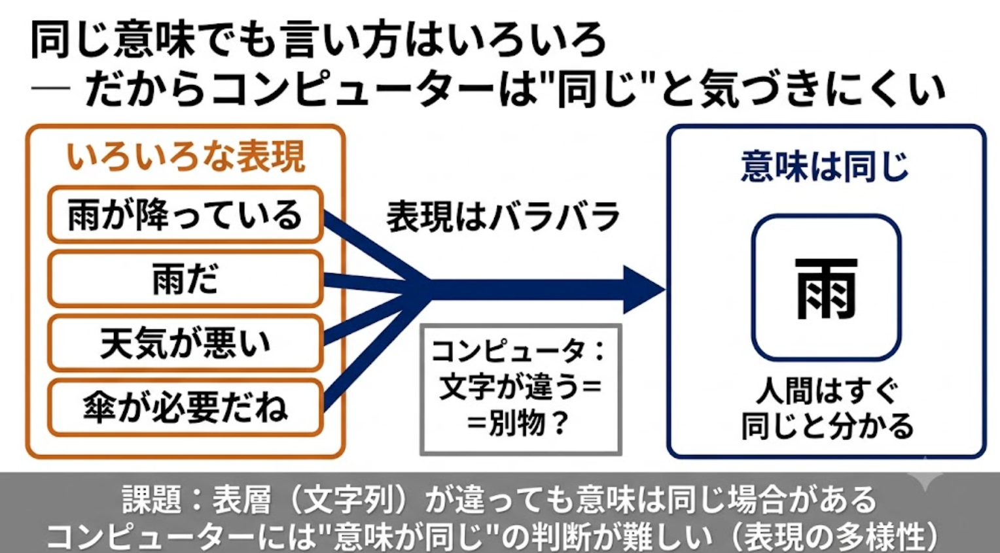 同じ意味でも言い方はいろいろ
— だからコンピューターは"同じ"と気づきにくい
いろいろな表現
雨が降っている
雨だ
天気が悪い
傘が必要だね
表現はバラバラ
コンピュータ：
文字が違う＝
＝別物？
意味は同じ
雨
人間はすぐ
同じと分かる
課題：表層（文字列）が違っても意味は同じ場合がある
コンピューターには"意味が同じ"の判断が難しい（表現の多様性）